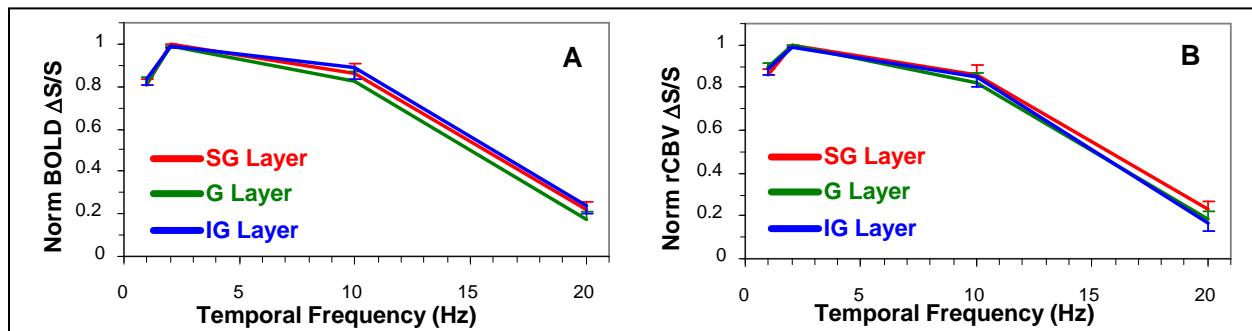 Norm BOLD ΔS/S
1
0.8
0.6
0.4
0.2
0
A
SG Layer
G Layer
IG Layer
0 5 10 15 20
Temporal Frequency (Hz)
Norm rCBV ΔS/S
1
0.8
0.6
0.4
0.2
0
B
SG Layer
G Layer
IG Layer
0 5 10 15 20
Temporal Frequency (Hz)